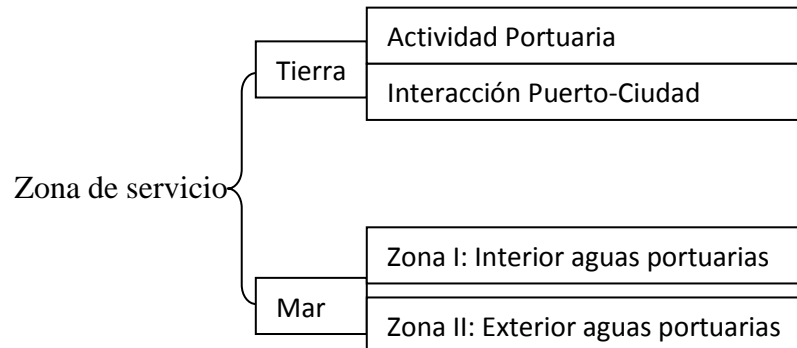 Actividad Portuaria
Tierra
Interacción Puerto-Ciudad
Zona de servicio
Zona I: Interior aguas portuarias
Mar
Zona II: Exterior aguas portuarias